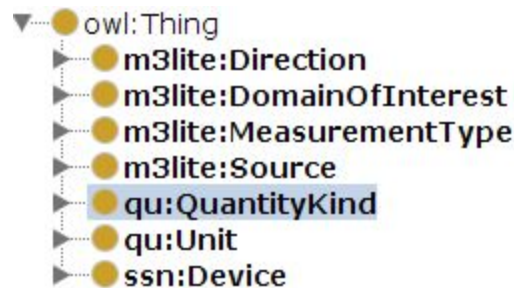 owl:Thing
m3lite:Direction
m3lite:DomainOfInterest
m3lite:MeasurementType
m3lite:Source
qu:QuantityKind
qu:Unit
ssn:Device